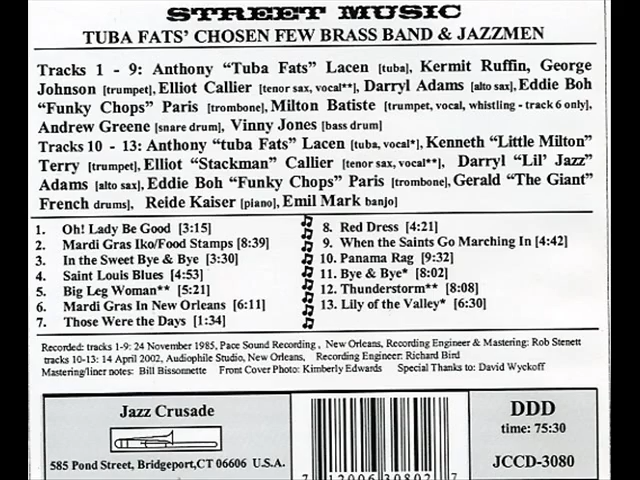 STREET MUSIC
TUBA FATS' CHOSEN FEW BRASS BAND & JAZZMEN
Tracks 1 - 9: Anthony "Tuba Fats" Lacen [tuba], Kermit Ruffin, George
Johnson [trumpet], Elliot Callier [tenor sax, vocal**], Darryl Adams [alto sax], Eddie Boh
"Funky Chops" Paris [trombone], Milton Batiste [trumpet, vocal, whistling - track 6 only],
Andrew Greene [snare drum], Vinny Jones [bass drum]
Tracks 10 - 13: Anthony "tuba Fats" Lacen [tuba, vocal*], Kenneth "Little Milton"
Terry [trumpet], Elliot "Stackman" Callier [tenor sax, vocal**], Darryl "Lil' Jazz"
Adams [alto sax], Eddie Boh "Funky Chops" Paris [trombone], Gerald "The Giant"
French drums], Reide Kaiser [piano], Emil Mark banjo]
1. Oh! Lady Be Good [3:15]
2. Mardi Gras Iko/Food Stamps [8:39]
3. In the Sweet Bye & Bye [3:30]
4. Saint Louis Blues [4:53]
5. Big Leg Woman** [5:21]
6. Mardi Gras In New Orleans [6:11]
7. Those Were the Days [1:34]
8. Red Dress [4:21]
9. When the Saints Go Marching In [4:42]
10. Panama Rag [9:32]
11. Bye & Bye* [8:02]
12. Thunderstorm** [8:08]
13. Lily of the Valley* [6:30]
Recorded: tracks 1-9: 24 November 1985, Pace Sound Recording, New Orleans, Recording Engineer & Mastering: Rob Stenett
tracks 10-13: 14 April 2002, Audiophile Studio, New Orleans, Recording Engineer: Richard Bird
Mastering/liner notes: Bill Bissonnette Front Cover Photo: Kimberly Edwards Special Thanks to: David Wyckoff
Jazz Crusade
585 Pond Street, Bridgeport,CT 06606 U.S.A.
7 12006 30802 7
DDD
time: 75:30
JCCD-3080